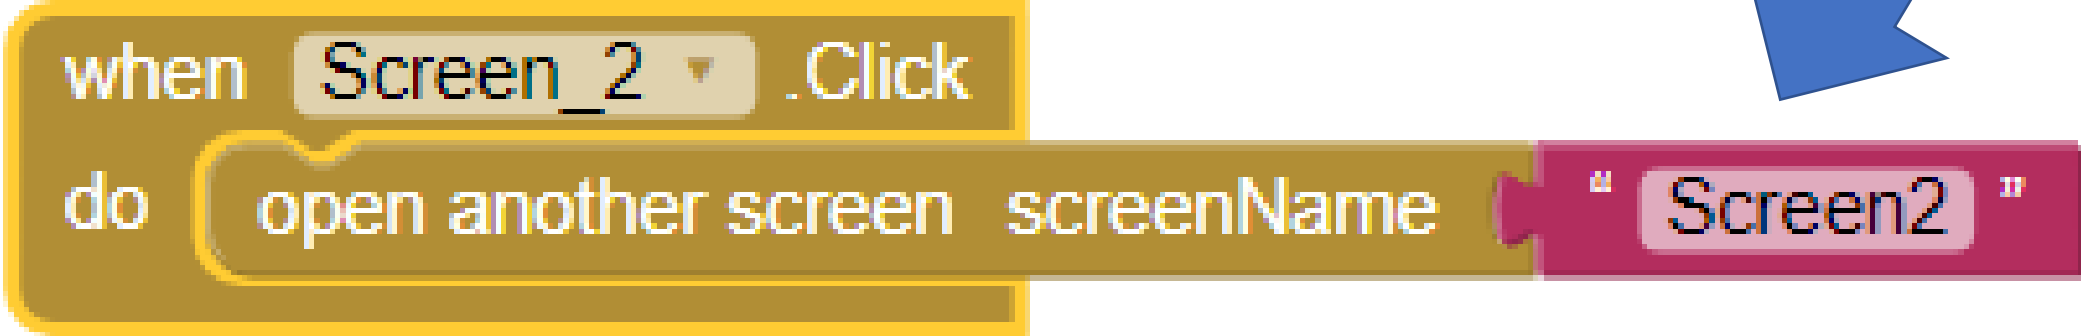 when Screen_2 .Click
do open another screen screenName “ Screen2 ”